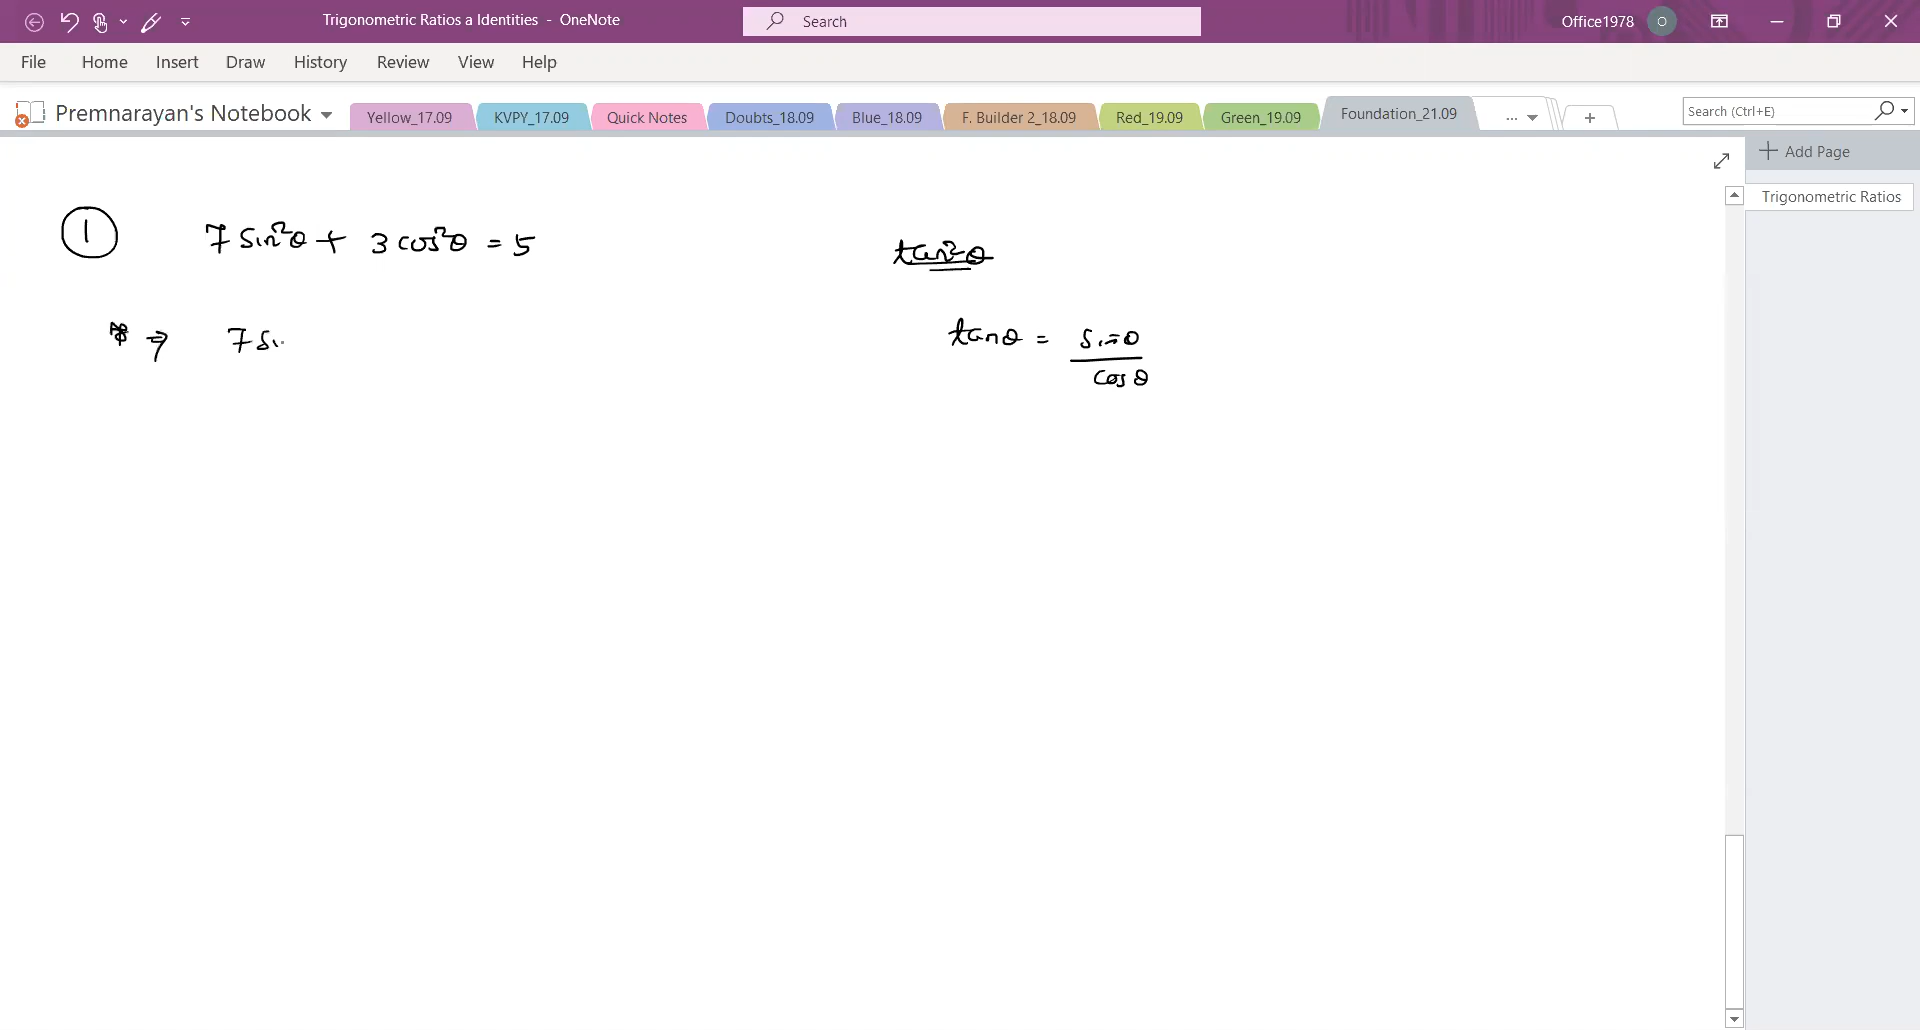 Trigonometric Ratios a Identities - OneNote
Search
Office1978
O
File Home Insert Draw History Review View Help
Premnarayan's Notebook
Yellow_17.09
KVPY_17.09
Quick Notes
Doubts_18.09
Blue_18.09
F. Builder 2_18.09
Red_19.09
Green_19.09
Foundation_21.09
...
+
Search (Ctrl+E)
Add Page
Trigonometric Ratios
① 7 sin²θ + 3 cos²θ = 5
tan²θ
⇒ 7 si
tanθ = sinθ
cosθ